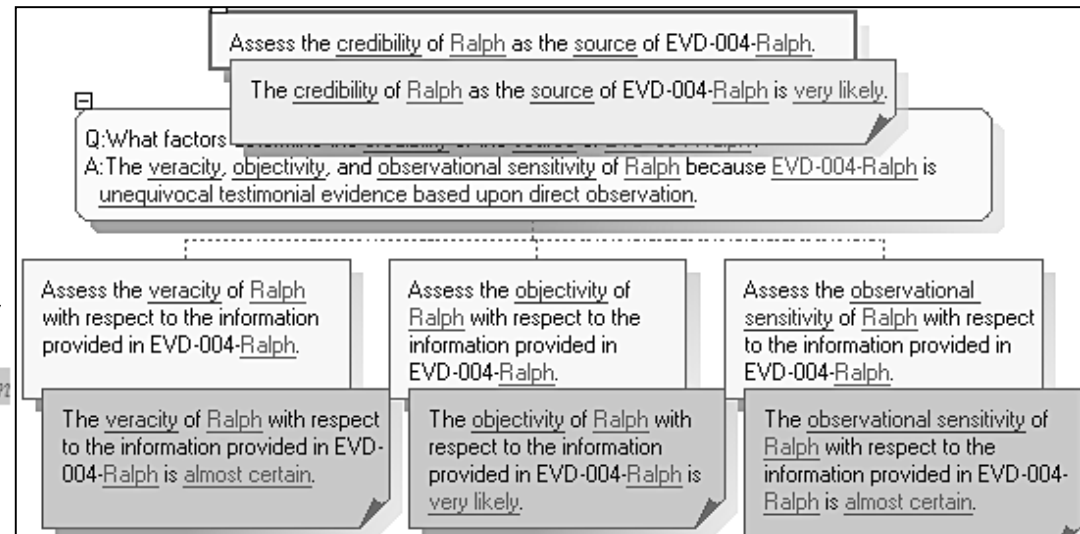 Assess the credibility of Ralph as the source of EVD-004-Ralph.
The credibility of Ralph as the source of EVD-004-Ralph is very likely.
Q:What factors
A:The veracity, objectivity, and observational sensitivity of Ralph because EVD-004-Ralph is
unequivocal testimonial evidence based upon direct observation.
Assess the veracity of Ralph
with respect to the information
provided in EVD-004-Ralph.
Assess the objectivity of
Ralph with respect to the
information provided in
EVD-004-Ralph.
Assess the observational
sensitivity of Ralph with respect
to the information provided in
EVD-004-Ralph.
The veracity of Ralph with respect
to the information provided in EVD-
004-Ralph is almost certain.
The objectivity of Ralph with
respect to the information
provided in EVD-004-Ralph is
very likely.
The observational sensitivity of
Ralph with respect to the
information provided in EVD-004-
Ralph is almost certain.